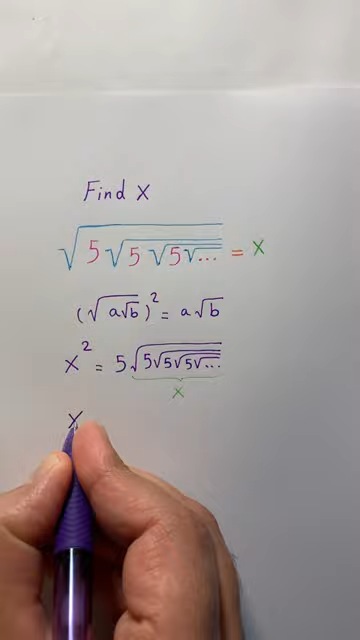 Find X
√(5√(5√(5√...))) = X
(√(a√b))² = a√b
X² = 5√(5√(5√(5√...)))
X
X